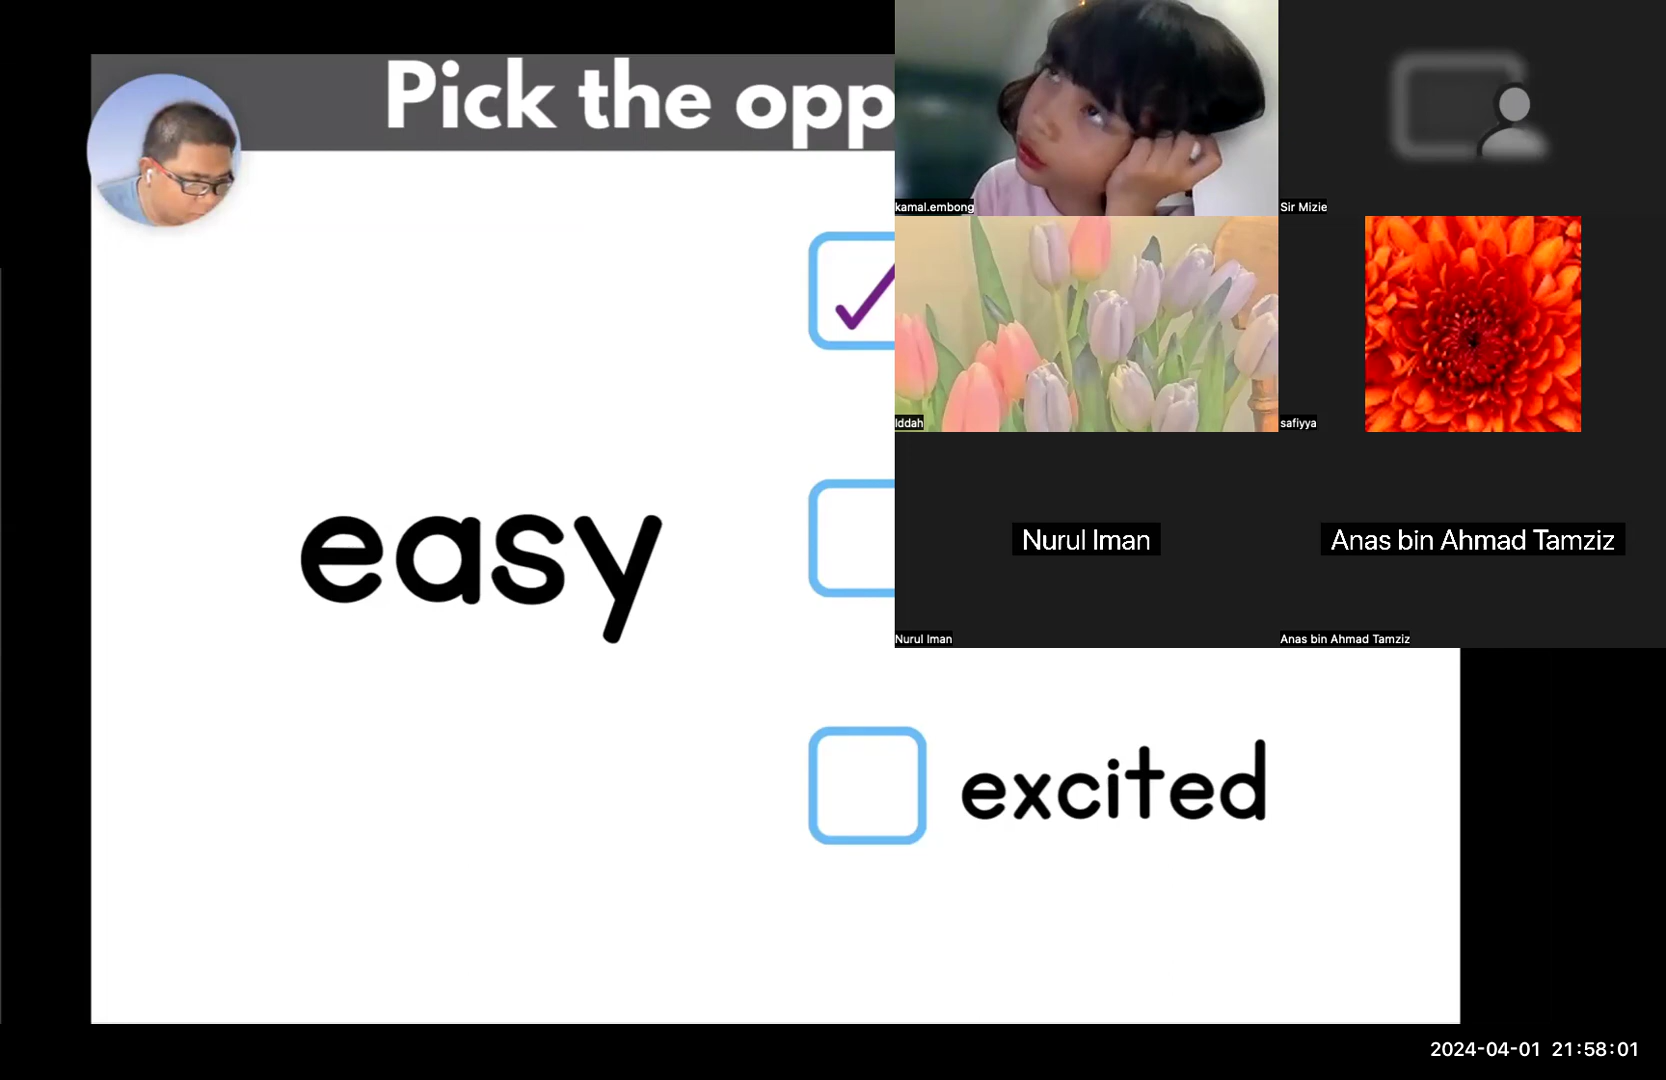 Pick the opp
kamal.embong
Sir Mizie
Iddah
safiyya
easy
Nurul Iman
Anas bin Ahmad Tamziz
Nurul Iman
Anas bin Ahmad Tamziz
excited
2024-04-01 21:58:01